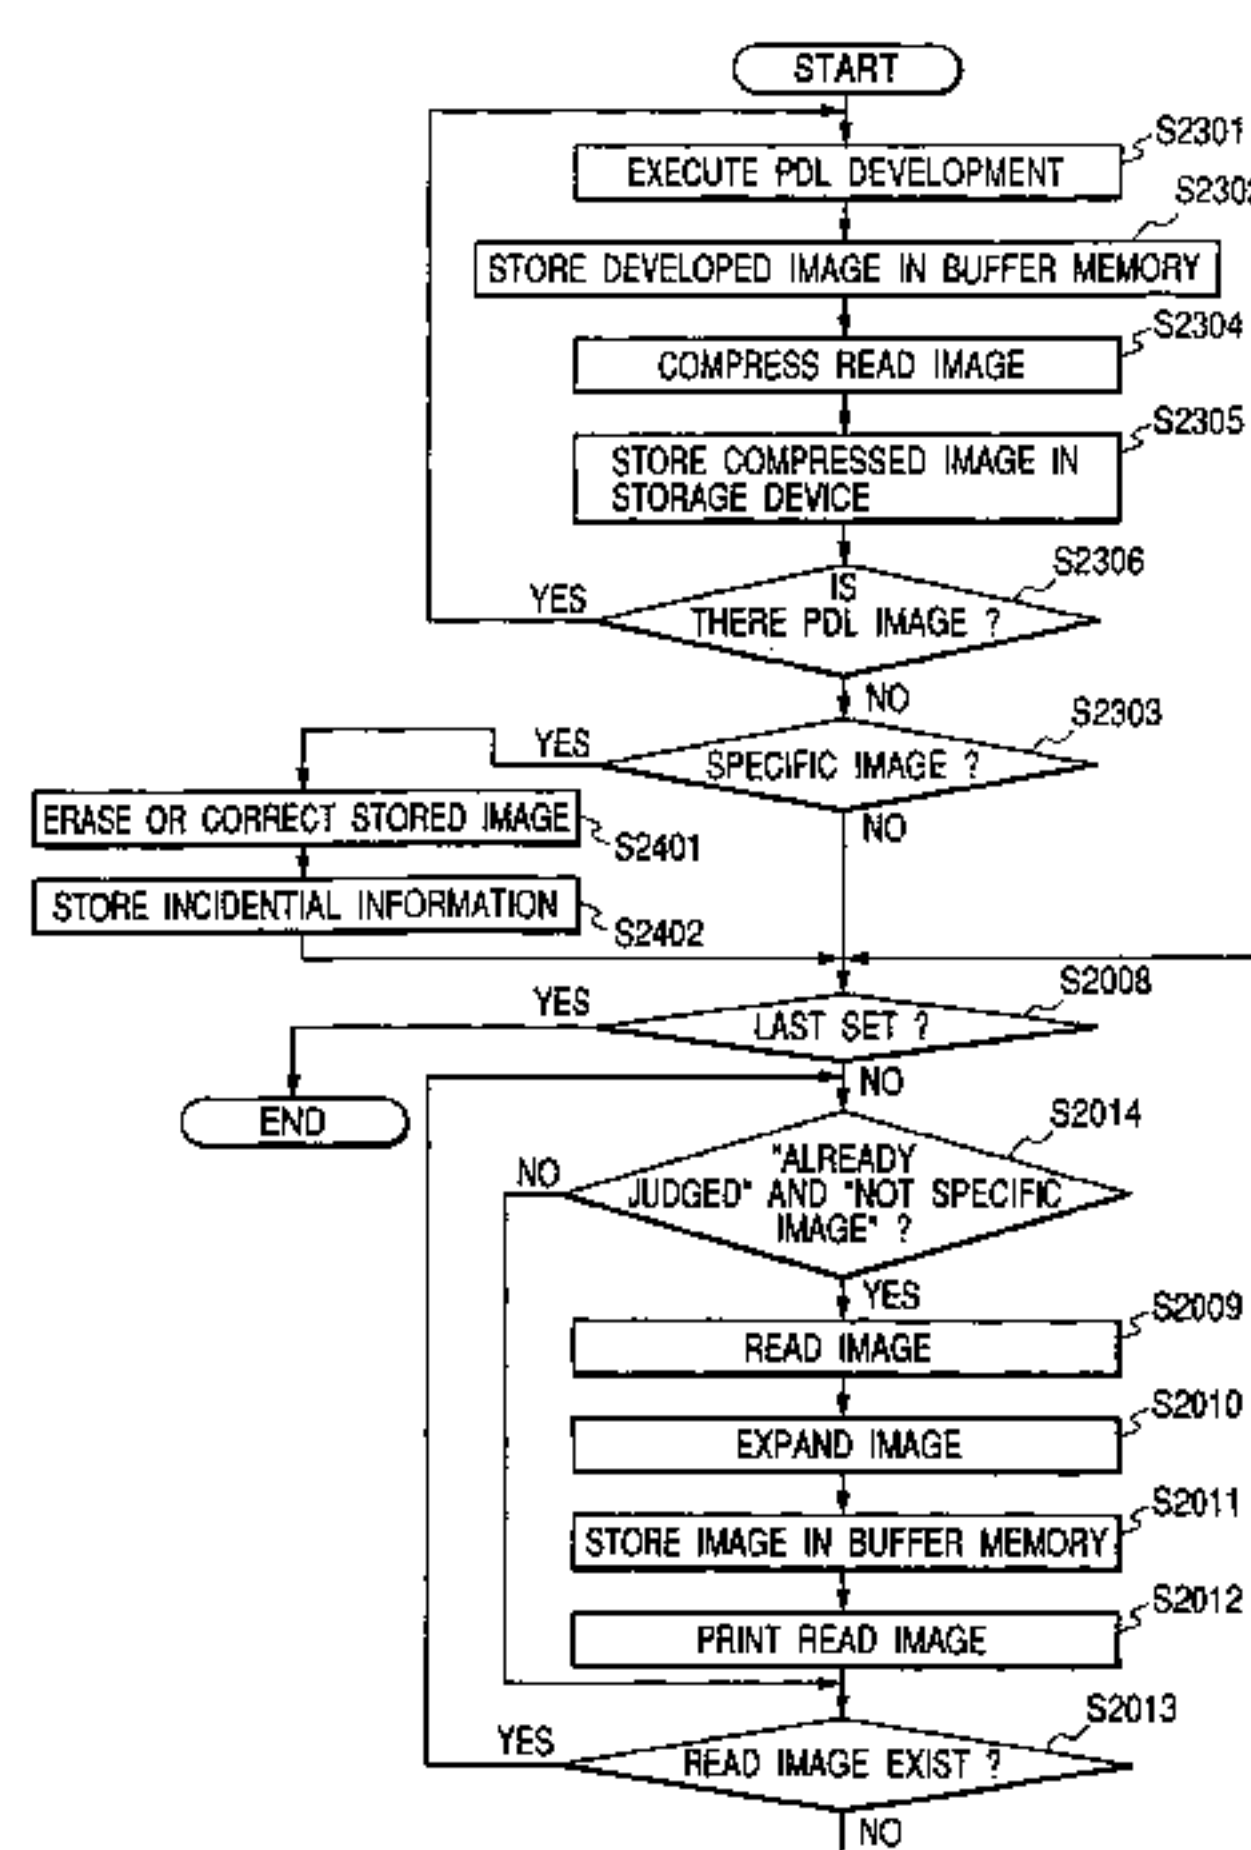 START
S2301
EXECUTE PDL DEVELOPMENT
S2302
STORE DEVELOPED IMAGE IN BUFFER MEMORY
S2304
COMPRESS READ IMAGE
S2305
STORE COMPRESSED IMAGE IN
STORAGE DEVICE
S2306
YES
IS
THERE PDL IMAGE ?
NO
S2303
YES
SPECIFIC IMAGE ?
NO
ERASE OR CORRECT STORED IMAGE
S2401
STORE INCIDENTIAL INFORMATION
S2402
S2008
YES
LAST SET ?
NO
END
S2014
NO
"ALREADY
JUDGED" AND "NOT SPECIFIC
IMAGE" ?
YES
S2009
READ IMAGE
S2010
EXPAND IMAGE
S2011
STORE IMAGE IN BUFFER MEMORY
S2012
PRINT READ IMAGE
S2013
YES
READ IMAGE EXIST ?
NO